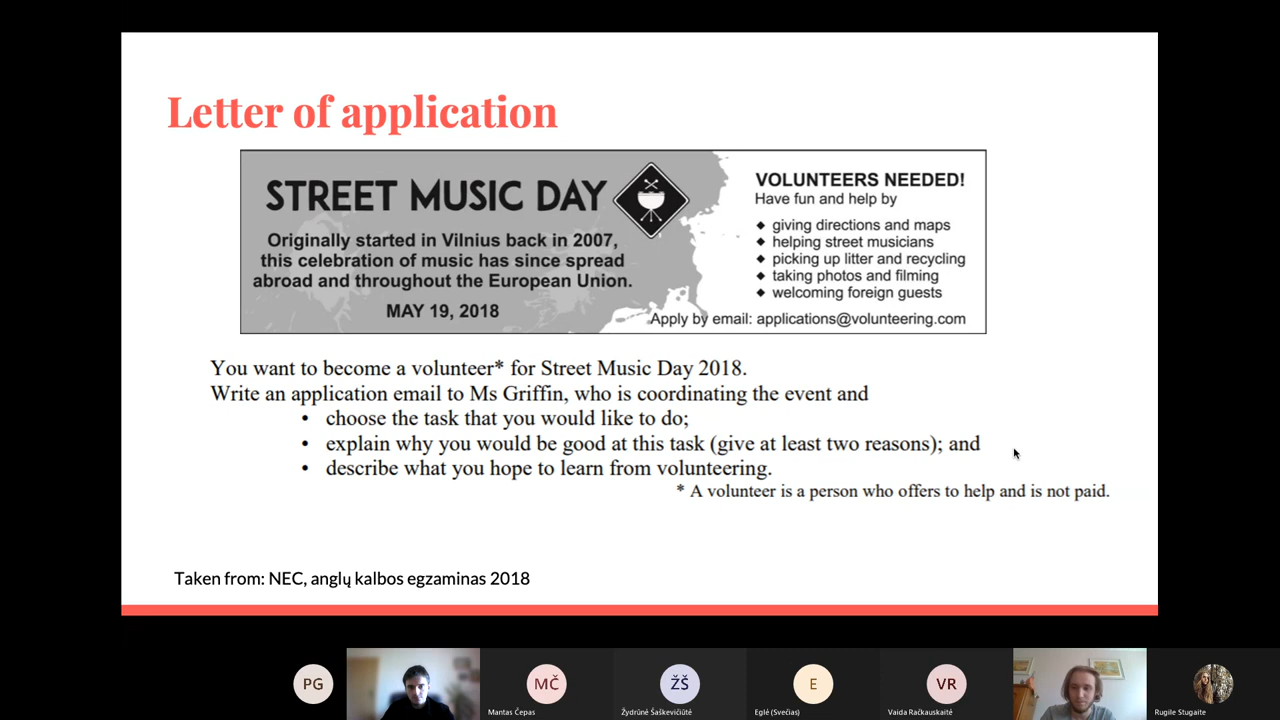 Letter of application
STREET MUSIC DAY
Originally started in Vilnius back in 2007,
this celebration of music has since spread
abroad and throughout the European Union.
MAY 19, 2018
VOLUNTEERS NEEDED!
Have fun and help by
◆ giving directions and maps
◆ helping street musicians
◆ picking up litter and recycling
◆ taking photos and filming
◆ welcoming foreign guests
Apply by email: applications@volunteering.com
You want to become a volunteer* for Street Music Day 2018.
Write an application email to Ms Griffin, who is coordinating the event and
• choose the task that you would like to do;
• explain why you would be good at this task (give at least two reasons); and
• describe what you hope to learn from volunteering.
* A volunteer is a person who offers to help and is not paid.
Taken from: NEC, anglų kalbos egzaminas 2018
PG
MČ
Mantas Čepas
ŽŠ
Žydrūnė Šaškevičiūtė
E
Eglė (Svečias)
VR
Vaida Račkauskaitė
Rugile Stugaite